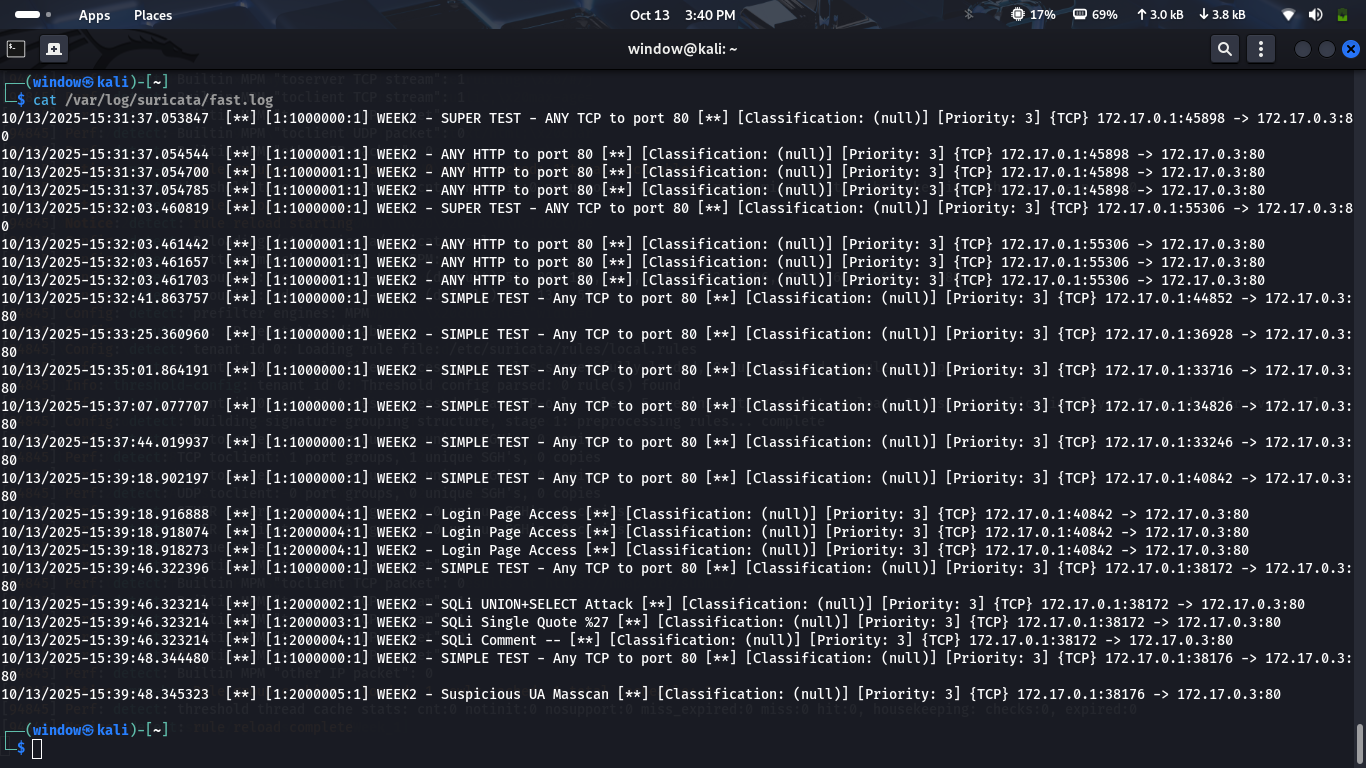 Apps Places Oct 13 3:40 PM 17% 69% ↑ 3.0 kB ↓ 3.8 kB
window@kali: ~
┌──(window㉿kali)-[~]
└─$ cat /var/log/suricata/fast.log
10/13/2025-15:31:37.053847 [**] [1:1000000:1] WEEK2 - SUPER TEST - ANY TCP to port 80 [**] [Classification: (null)] [Priority: 3] {TCP} 172.17.0.1:45898 -> 172.17.0.3:8
0
10/13/2025-15:31:37.054544 [**] [1:1000001:1] WEEK2 - ANY HTTP to port 80 [**] [Classification: (null)] [Priority: 3] {TCP} 172.17.0.1:45898 -> 172.17.0.3:80
10/13/2025-15:31:37.054700 [**] [1:1000001:1] WEEK2 - ANY HTTP to port 80 [**] [Classification: (null)] [Priority: 3] {TCP} 172.17.0.1:45898 -> 172.17.0.3:80
10/13/2025-15:31:37.054785 [**] [1:1000001:1] WEEK2 - ANY HTTP to port 80 [**] [Classification: (null)] [Priority: 3] {TCP} 172.17.0.1:45898 -> 172.17.0.3:80
10/13/2025-15:32:03.460819 [**] [1:1000000:1] WEEK2 - SUPER TEST - ANY TCP to port 80 [**] [Classification: (null)] [Priority: 3] {TCP} 172.17.0.1:55306 -> 172.17.0.3:8
0
10/13/2025-15:32:03.461442 [**] [1:1000001:1] WEEK2 - ANY HTTP to port 80 [**] [Classification: (null)] [Priority: 3] {TCP} 172.17.0.1:55306 -> 172.17.0.3:80
10/13/2025-15:32:03.461657 [**] [1:1000001:1] WEEK2 - ANY HTTP to port 80 [**] [Classification: (null)] [Priority: 3] {TCP} 172.17.0.1:55306 -> 172.17.0.3:80
10/13/2025-15:32:03.461703 [**] [1:1000001:1] WEEK2 - ANY HTTP to port 80 [**] [Classification: (null)] [Priority: 3] {TCP} 172.17.0.1:55306 -> 172.17.0.3:80
10/13/2025-15:32:41.863757 [**] [1:1000000:1] WEEK2 - SIMPLE TEST - Any TCP to port 80 [**] [Classification: (null)] [Priority: 3] {TCP} 172.17.0.1:44852 -> 172.17.0.3:
80
10/13/2025-15:33:25.360960 [**] [1:1000000:1] WEEK2 - SIMPLE TEST - Any TCP to port 80 [**] [Classification: (null)] [Priority: 3] {TCP} 172.17.0.1:36928 -> 172.17.0.3:
80
10/13/2025-15:35:01.864191 [**] [1:1000000:1] WEEK2 - SIMPLE TEST - Any TCP to port 80 [**] [Classification: (null)] [Priority: 3] {TCP} 172.17.0.1:33716 -> 172.17.0.3:
80
10/13/2025-15:37:07.077707 [**] [1:1000000:1] WEEK2 - SIMPLE TEST - Any TCP to port 80 [**] [Classification: (null)] [Priority: 3] {TCP} 172.17.0.1:34826 -> 172.17.0.3:
80
10/13/2025-15:37:44.019937 [**] [1:1000000:1] WEEK2 - SIMPLE TEST - Any TCP to port 80 [**] [Classification: (null)] [Priority: 3] {TCP} 172.17.0.1:33246 -> 172.17.0.3:
80
10/13/2025-15:39:18.902197 [**] [1:1000000:1] WEEK2 - SIMPLE TEST - Any TCP to port 80 [**] [Classification: (null)] [Priority: 3] {TCP} 172.17.0.1:40842 -> 172.17.0.3:
80
10/13/2025-15:39:18.916888 [**] [1:2000004:1] WEEK2 - Login Page Access [**] [Classification: (null)] [Priority: 3] {TCP} 172.17.0.1:40842 -> 172.17.0.3:80
10/13/2025-15:39:18.918074 [**] [1:2000004:1] WEEK2 - Login Page Access [**] [Classification: (null)] [Priority: 3] {TCP} 172.17.0.1:40842 -> 172.17.0.3:80
10/13/2025-15:39:18.918273 [**] [1:2000004:1] WEEK2 - Login Page Access [**] [Classification: (null)] [Priority: 3] {TCP} 172.17.0.1:40842 -> 172.17.0.3:80
10/13/2025-15:39:46.322396 [**] [1:1000000:1] WEEK2 - SIMPLE TEST - Any TCP to port 80 [**] [Classification: (null)] [Priority: 3] {TCP} 172.17.0.1:38172 -> 172.17.0.3:
80
10/13/2025-15:39:46.323214 [**] [1:2000002:1] WEEK2 - SQLi UNION+SELECT Attack [**] [Classification: (null)] [Priority: 3] {TCP} 172.17.0.1:38172 -> 172.17.0.3:80
10/13/2025-15:39:46.323214 [**] [1:2000003:1] WEEK2 - SQLi Single Quote %27 [**] [Classification: (null)] [Priority: 3] {TCP} 172.17.0.1:38172 -> 172.17.0.3:80
10/13/2025-15:39:46.323214 [**] [1:2000004:1] WEEK2 - SQLi Comment -- [**] [Classification: (null)] [Priority: 3] {TCP} 172.17.0.1:38172 -> 172.17.0.3:80
10/13/2025-15:39:48.344480 [**] [1:1000000:1] WEEK2 - SIMPLE TEST - Any TCP to port 80 [**] [Classification: (null)] [Priority: 3] {TCP} 172.17.0.1:38176 -> 172.17.0.3:
80
10/13/2025-15:39:48.345323 [**] [1:2000005:1] WEEK2 - Suspicious UA Masscan [**] [Classification: (null)] [Priority: 3] {TCP} 172.17.0.1:38176 -> 172.17.0.3:80
┌──(window㉿kali)-[~]
└─$